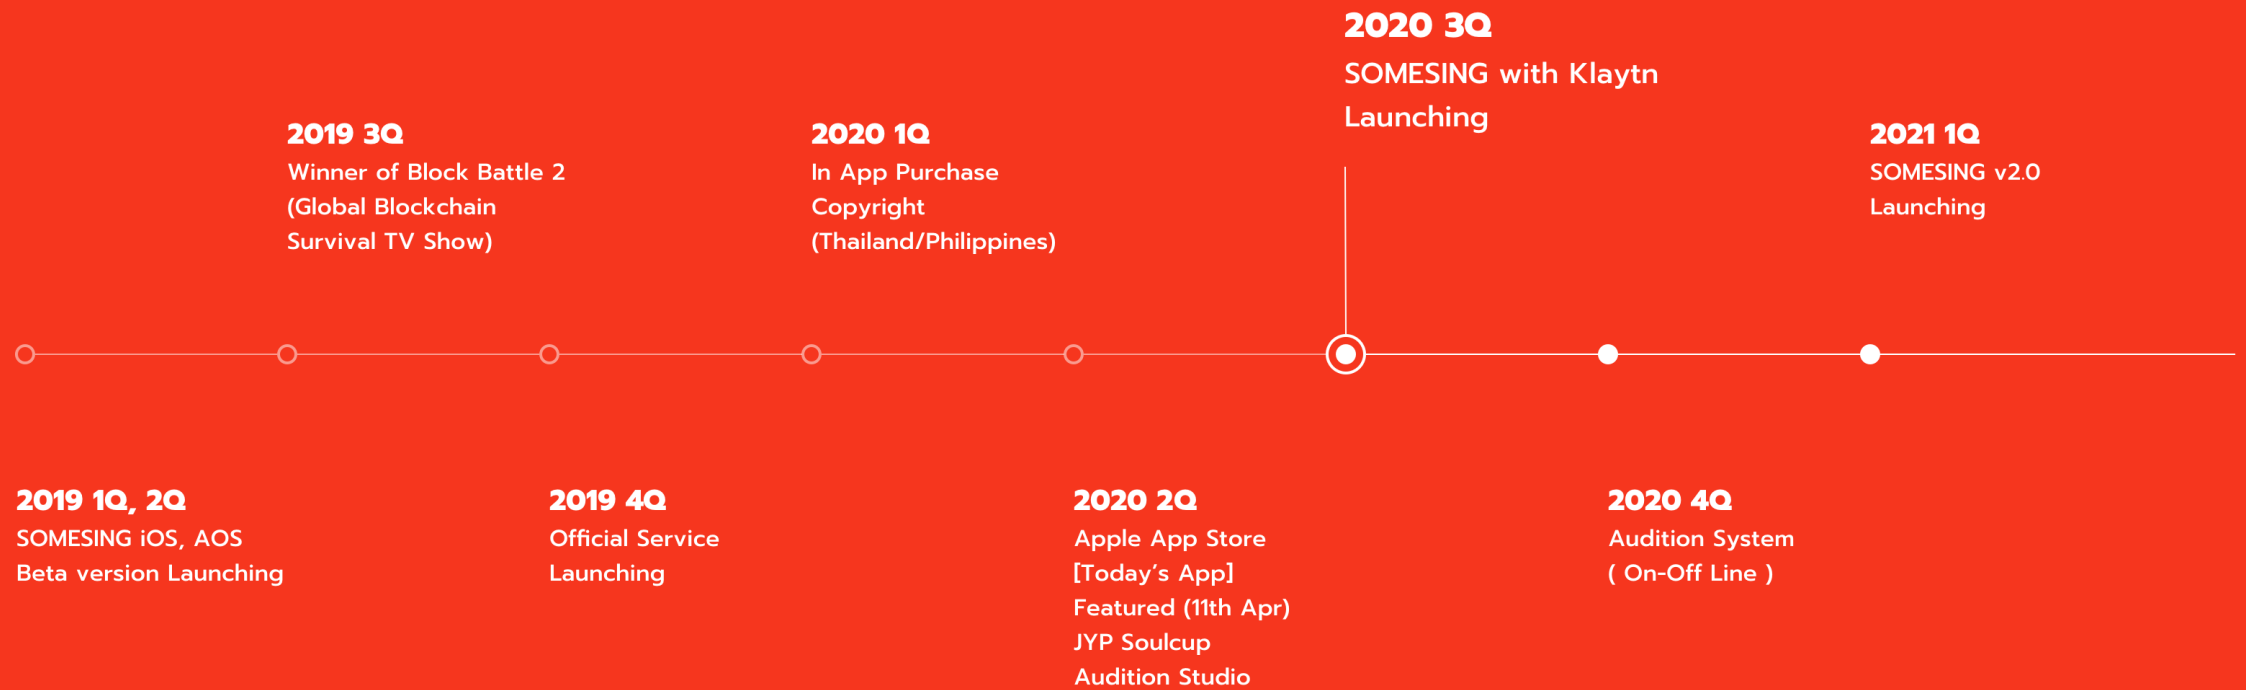 2020 3Q
SOMESING with Klaytn
Launching
2019 3Q
Winner of Block Battle 2
(Global Blockchain
Survival TV Show)
2020 1Q
In App Purchase
Copyright
(Thailand/Philippines)
2021 1Q
SOMESING v2.0
Launching
2019 1Q, 2Q
SOMESING iOS, AOS
Beta version Launching
2019 4Q
Official Service
Launching
2020 2Q
Apple App Store
[Today’s App]
Featured (11th Apr)
JYP Soulcup
Audition Studio
2020 4Q
Audition System
( On-Off Line )